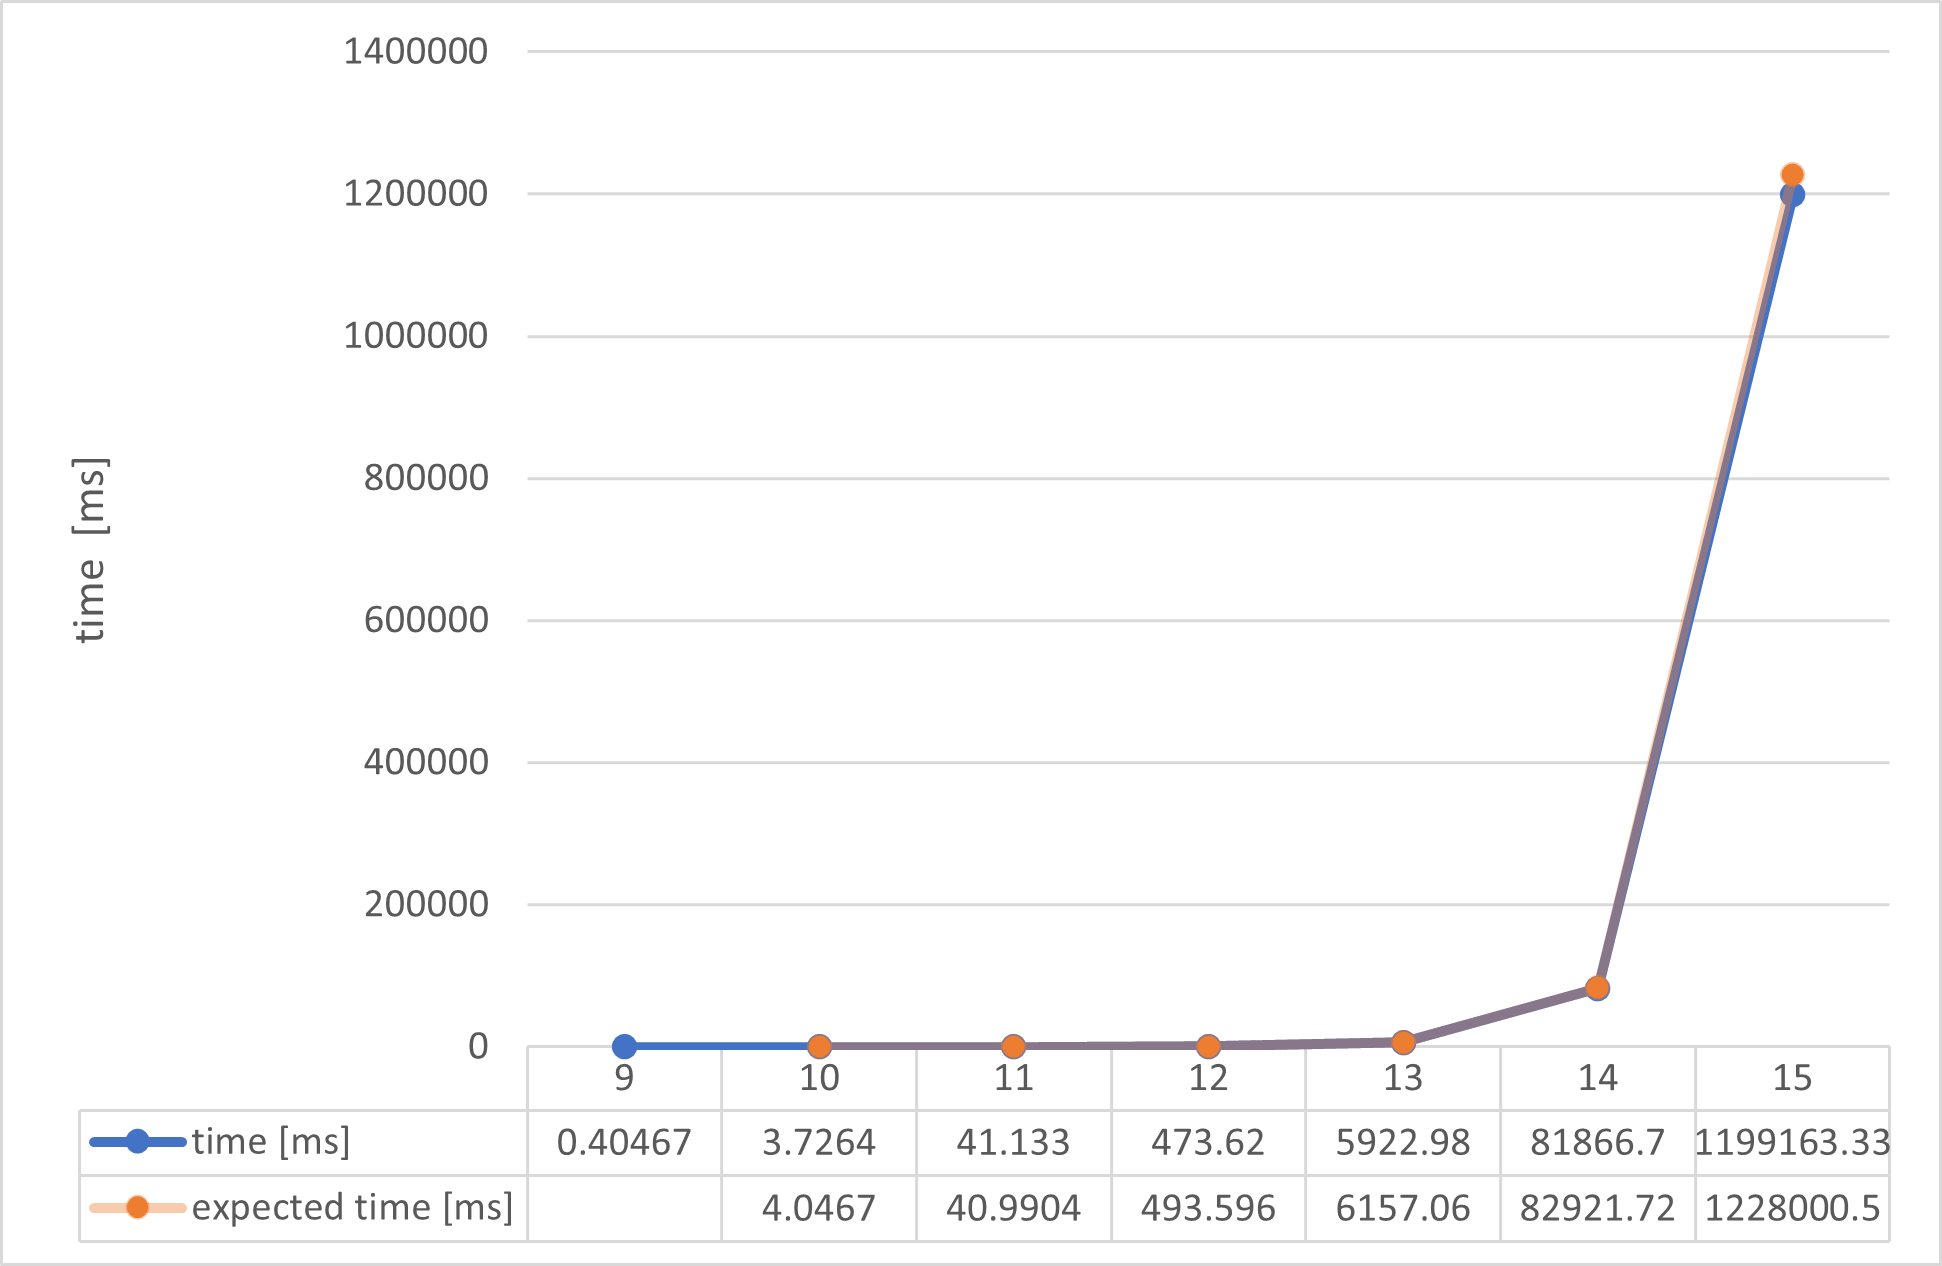 1400000
1200000
1000000
800000
600000
400000
200000
0
time [ms]
9 10 11 12 13 14 15
time [ms] 0.40467 3.7264 41.133 473.62 5922.98 81866.7 1199163.33
expected time [ms] 4.0467 40.9904 493.596 6157.06 82921.72 1228000.5